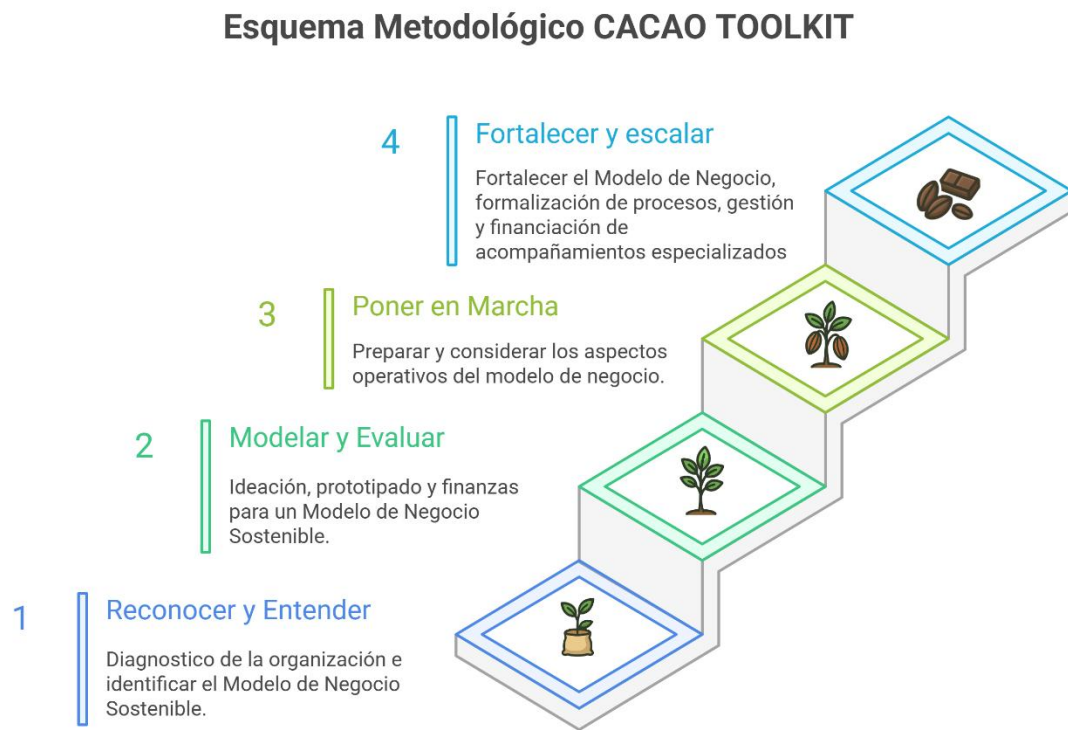 Esquema Metodológico CACAO TOOLKIT
4
Fortalecer y escalar
Fortalecer el Modelo de Negocio,
formalización de procesos, gestión
y financiación de
acompañamientos especializados
3
Poner en Marcha
Preparar y considerar los aspectos
operativos del modelo de negocio.
2
Modelar y Evaluar
Ideación, prototipado y finanzas
para un Modelo de Negocio
Sostenible.
1
Reconocer y Entender
Diagnostico de la organización e
identificar el Modelo de Negocio
Sostenible.